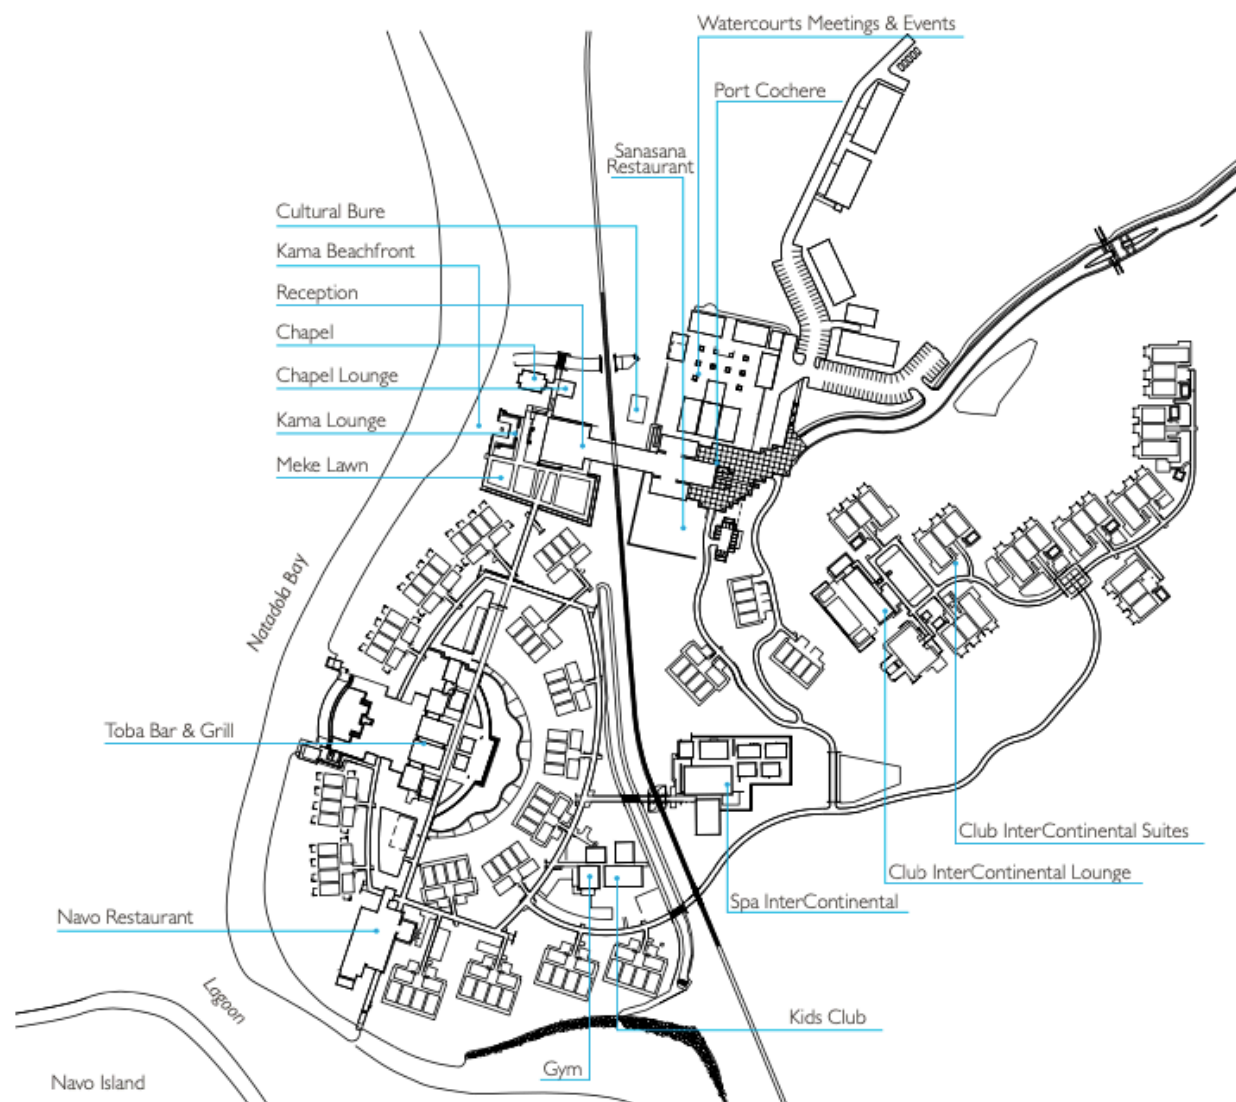 Watercourts Meetings & Events
Port Cochere
Sanasana
Restaurant
Cultural Bure
Kama Beachfront
Reception
Chapel
Chapel Lounge
Kama Lounge
Meke Lawn
Natadola Bay
Toba Bar & Grill
Club InterContinental Suites
Club InterContinental Lounge
Spa InterContinental
Navo Restaurant
Lagoon
Kids Club
Gym
Navo Island